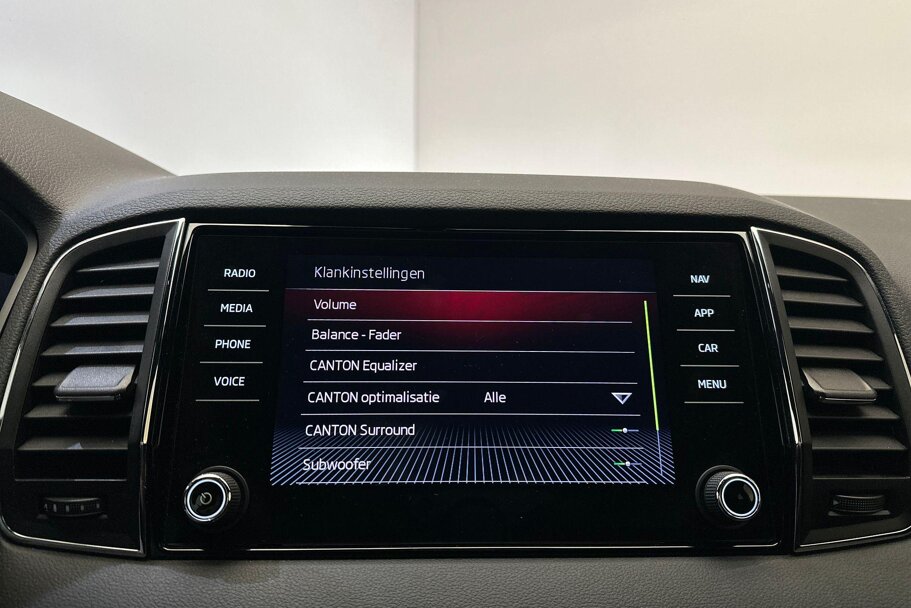 RADIO
MEDIA
PHONE
VOICE
Klankinstellingen
Volume
Balance - Fader
CANTON Equalizer
CANTON optimalisatie Alle
CANTON Surround
Subwoofer
NAV
APP
CAR
MENU